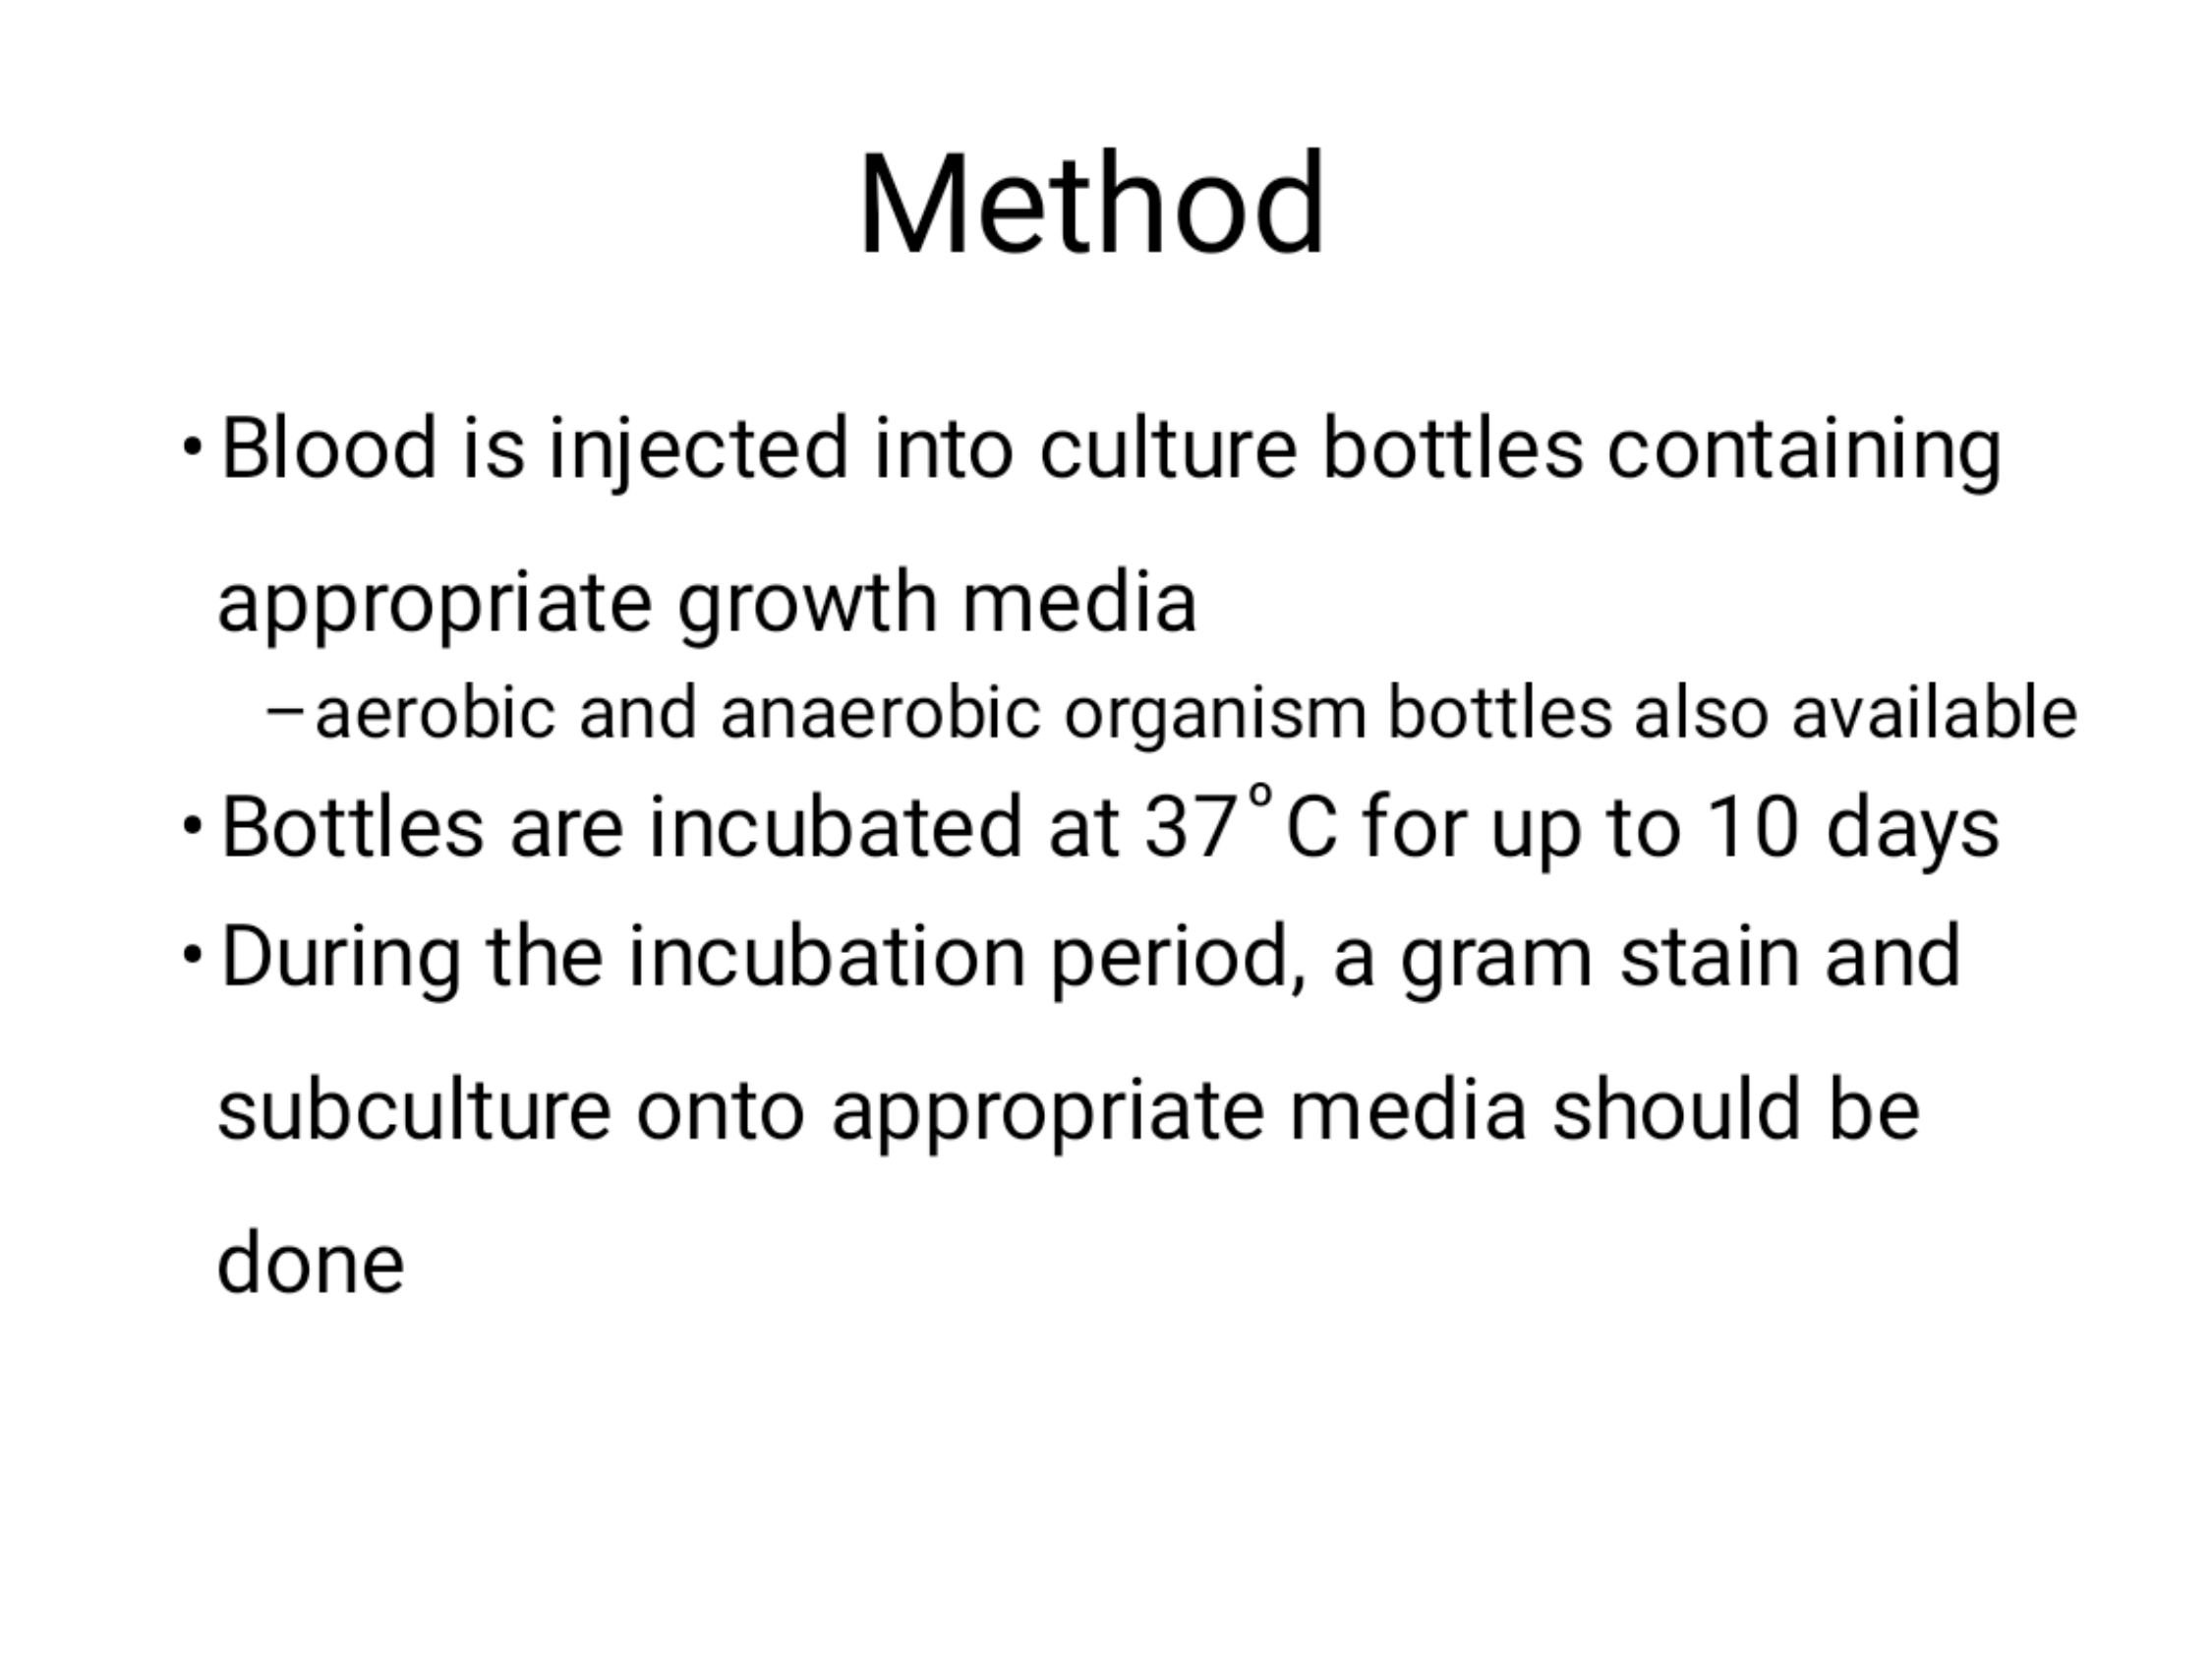 Method
• Blood is injected into culture bottles containing
appropriate growth media
– aerobic and anaerobic organism bottles also available
• Bottles are incubated at 37º C for up to 10 days
• During the incubation period, a gram stain and
subculture onto appropriate media should be
done